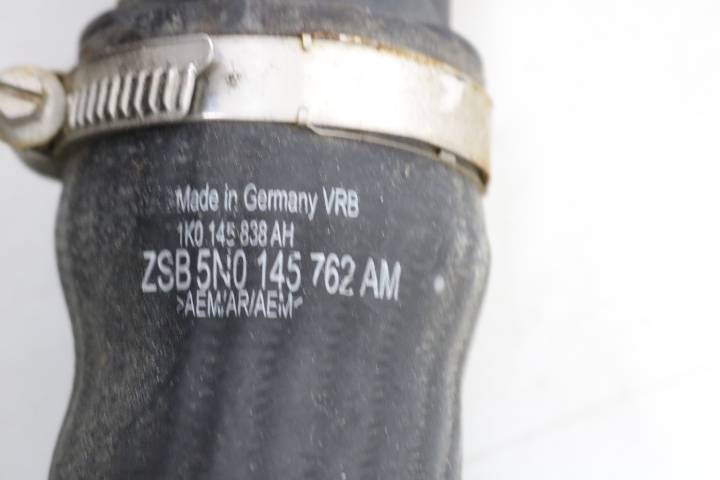 Made in Germany VRB
1K0 145 838 AH
ZSB 5N0 145 762 AM
>AEM/AR/AEM<